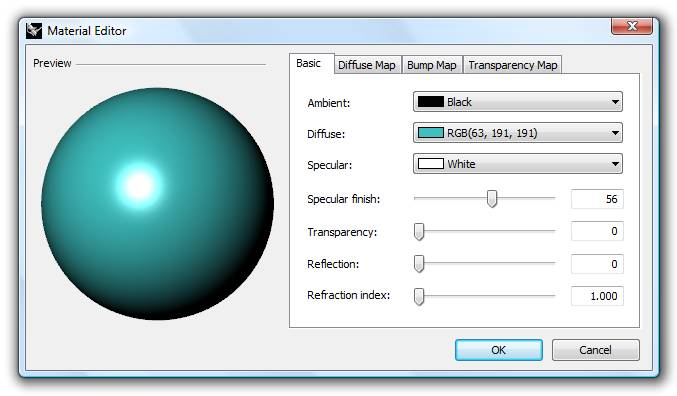 Material Editor
Preview
Basic
Diffuse Map
Bump Map
Transparency Map
Ambient:
Black
Diffuse:
RGB(63, 191, 191)
Specular:
White
Specular finish:
56
Transparency:
0
Reflection:
0
Refraction index:
1.000
OK
Cancel